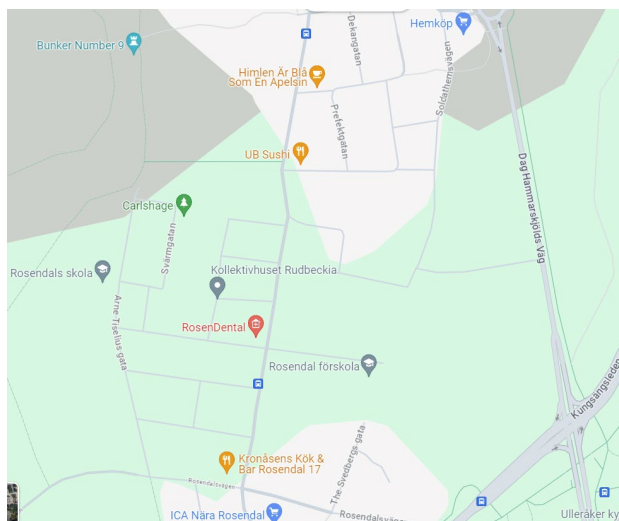 Hemköp
Dekangatan
Bunker Number 9
Himlen Är Blå
Som En Apelsin
Soldathemsvägen
Prefektgatan
UB Sushi
Dag Hammarskjölds Väg
Carlshage
Svärmgatan
Rosendals skola
Kollektivhuset Rudbeckia
Arne Tiselius gata
RosenDental
Rosendal förskola
Kungsängsleden
Kronåsens Kök &
Bar Rosendal 17
The Svedbergs gata
Rosendalsvägen
ICA Nära Rosendal
Rosendalsvägen
Ulleråker ky